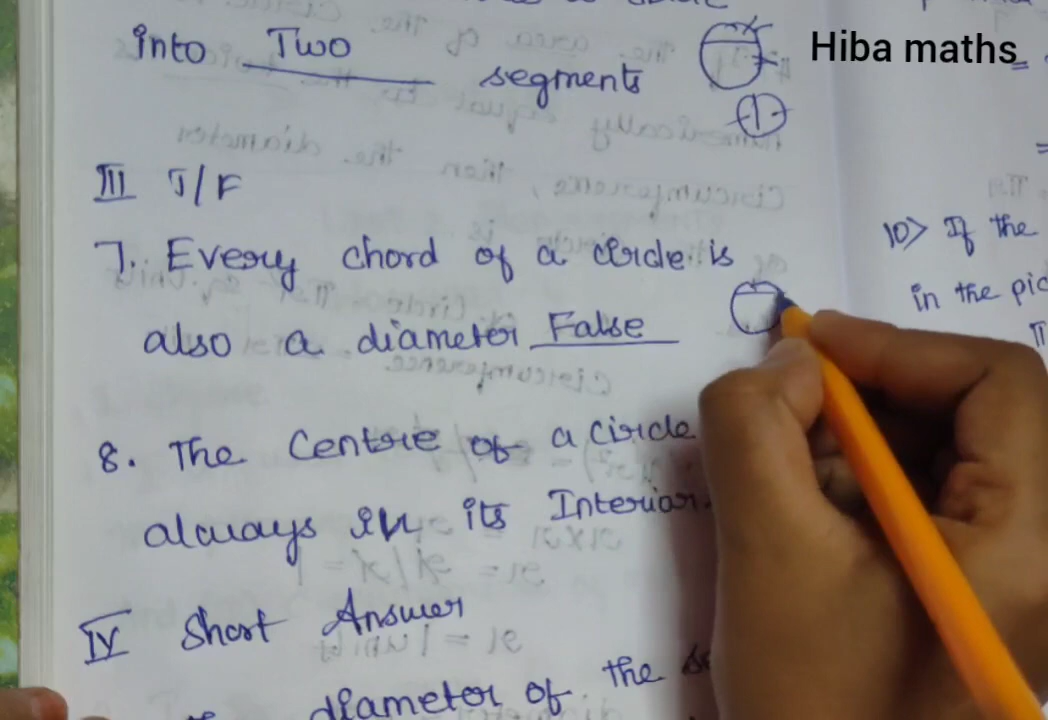 into Two segments
Hiba maths
III T/F
7. Every chord of a circle is
also a diameter False
10> If the
in the pic
8. The Centre of a circle
always in its Interior.
IV Short Answer
diameter of the